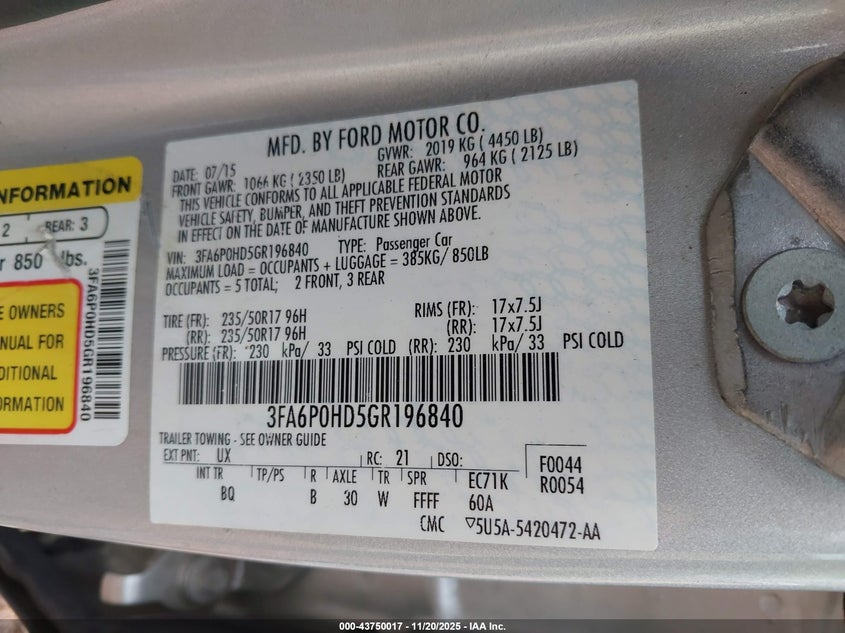 NFORMATION
2 REAR: 3
r 850 lbs.
E OWNERS
NUAL FOR
DITIONAL
ORMATION
3FA6P0HD5GR196840
MFD. BY FORD MOTOR CO.
DATE: 07/15 GVWR: 2019 KG ( 4450 LB)
FRONT GAWR: 1066 KG ( 2350 LB) REAR GAWR: 964 KG ( 2125 LB)
THIS VEHICLE CONFORMS TO ALL APPLICABLE FEDERAL MOTOR
VEHICLE SAFETY, BUMPER, AND THEFT PREVENTION STANDARDS
IN EFFECT ON THE DATE OF MANUFACTURE SHOWN ABOVE.
VIN: 3FA6P0HD5GR196840 TYPE: Passenger Car
MAXIMUM LOAD = OCCUPANTS + LUGGAGE = 385KG/850LB
OCCUPANTS = 5 TOTAL; 2 FRONT, 3 REAR
TIRE (FR): 235/50R17 96H RIMS (FR): 17x7.5J
(RR): 235/50R17 96H (RR): 17x7.5J
PRESSURE (FR): 230 kPa/ 33 PSI COLD (RR): 230 kPa/ 33 PSI COLD
3FA6P0HD5GR196840
TRAILER TOWING - SEE OWNER GUIDE
EXT PNT: UX RC: 21 DSO: F0044
INT TR TP/PS R AXLE TR SPR EC71K R0054
BQ B 30 W FFFF 60A
CMC ▽5U5A-5420472-AA
000-43750017 - 11/20/2025 - IAA Inc.